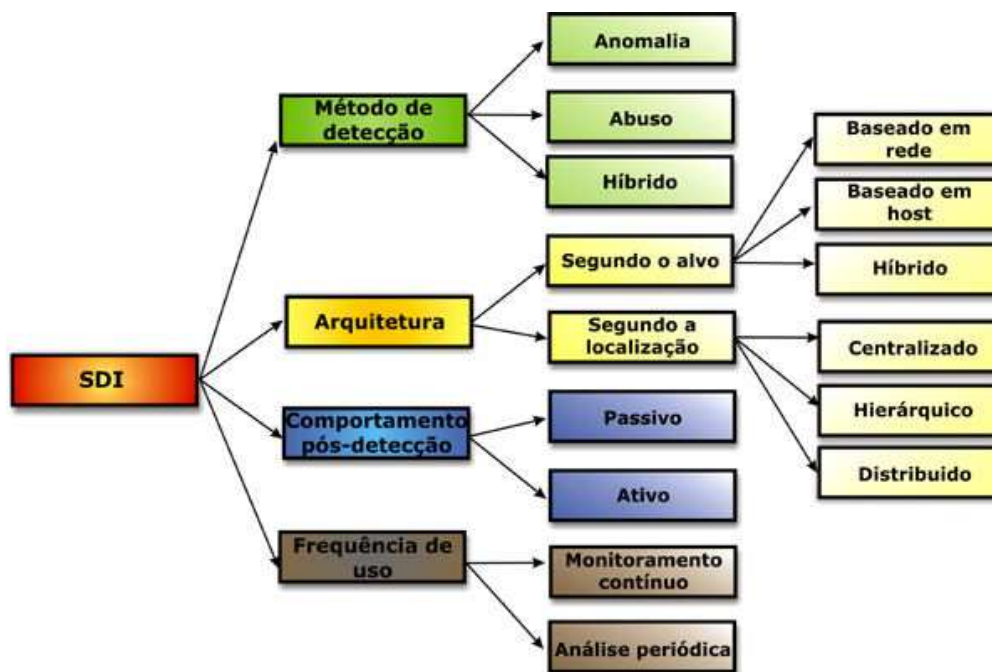 SDI
Método de
detecção
Anomalia
Abuso
Híbrido
Arquitetura
Segundo o alvo
Baseado em
rede
Baseado em
host
Híbrido
Segundo a
localização
Centralizado
Hierárquico
Distribuido
Comportamento
pós-detecção
Passivo
Ativo
Frequência de
uso
Monitoramento
contínuo
Análise periódica